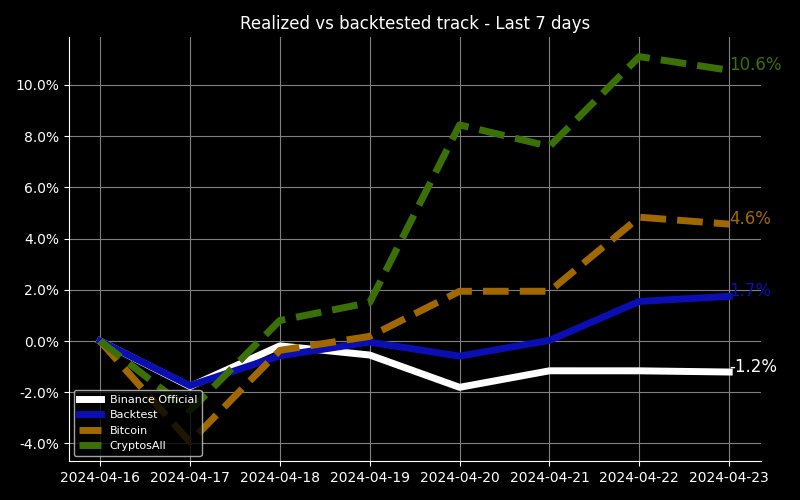 Realized vs backtested track - Last 7 days
10.0%
8.0%
6.0%
4.0%
2.0%
0.0%
-2.0%
-4.0%
10.6%
4.6%
1.7%
-1.2%
Binance Official
Backtest
Bitcoin
CryptosAll
2024-04-16 2024-04-17 2024-04-18 2024-04-19 2024-04-20 2024-04-21 2024-04-22 2024-04-23